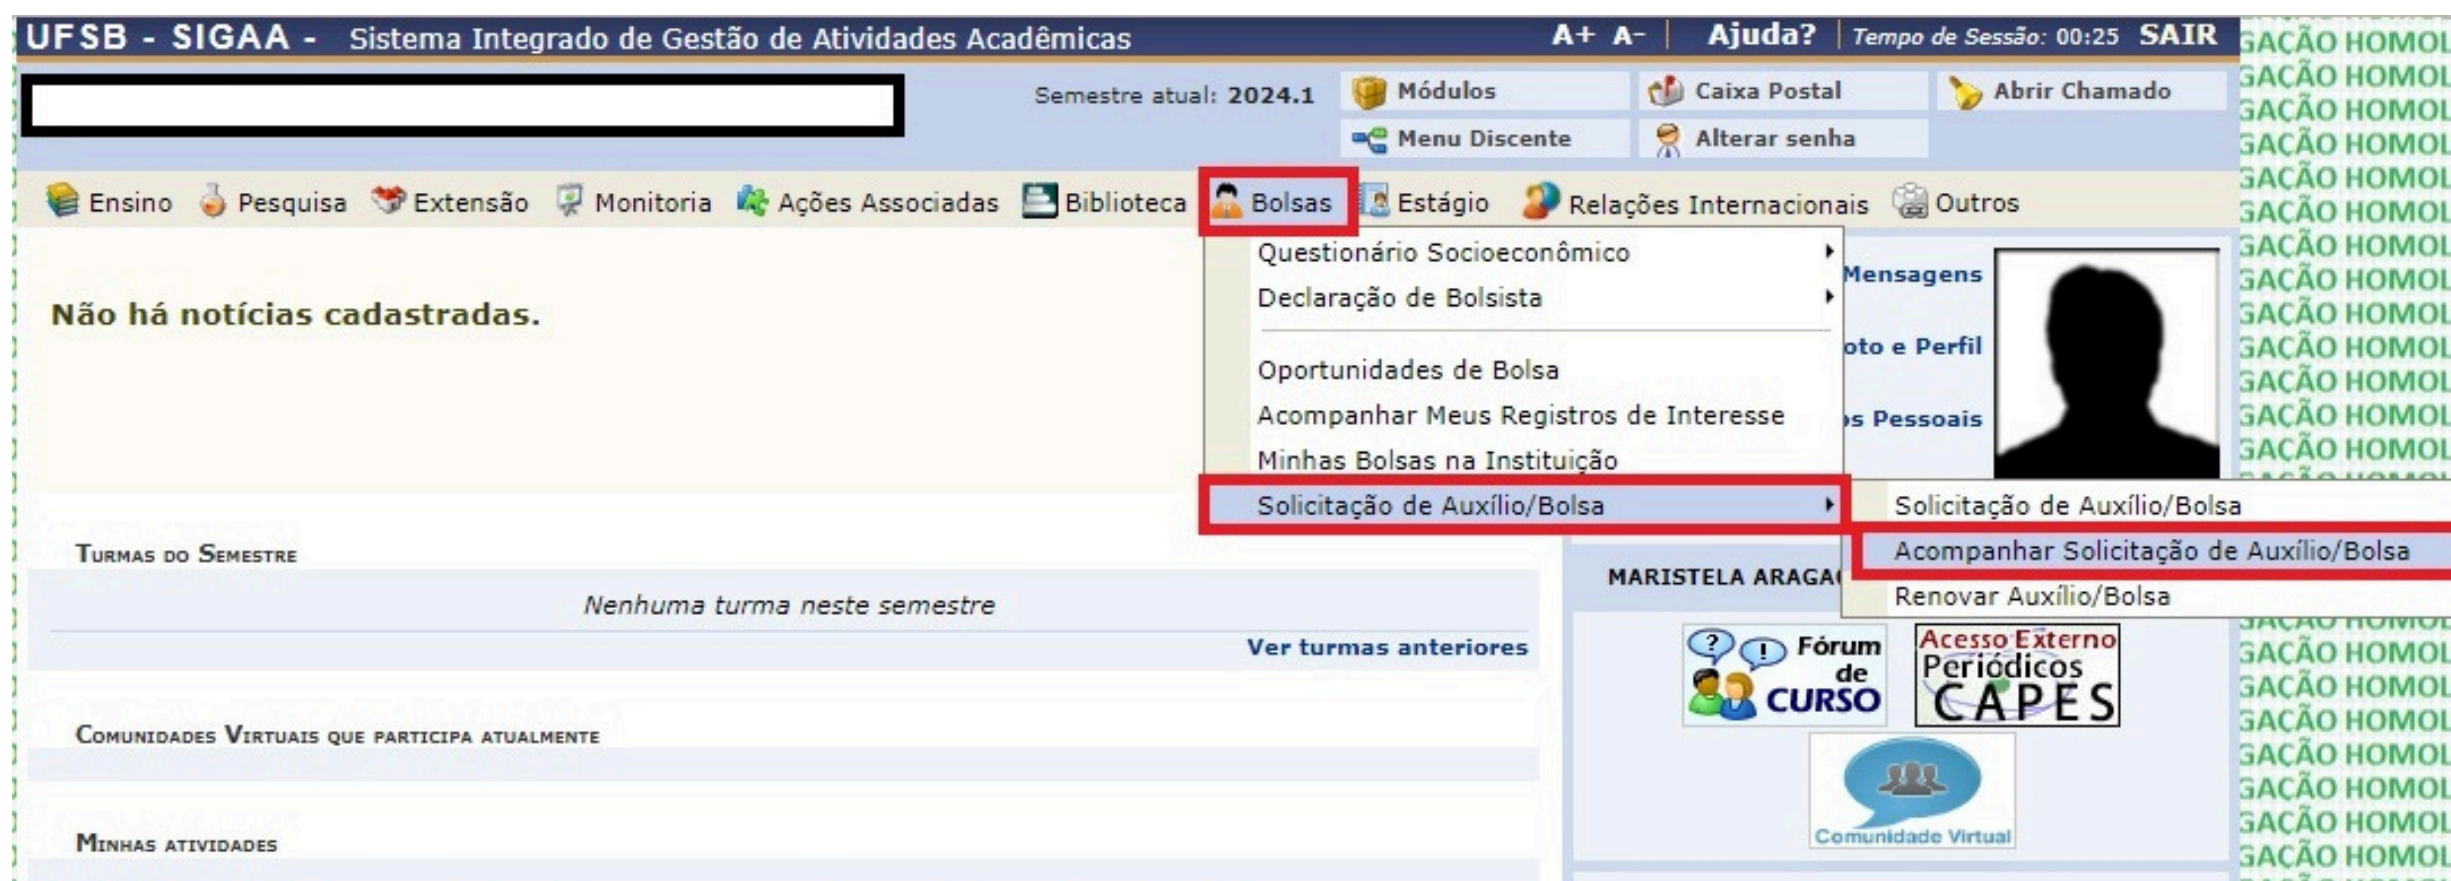 UFSB - SIGAA - Sistema Integrado de Gestão de Atividades Acadêmicas
A+ A- | Ajuda? | Tempo de Sessão: 00:25 SAIR
Semestre atual: 2024.1
Módulos
Caixa Postal
Abrir Chamado
Menu Discente
Alterar senha
Ensino Pesquisa Extensão Monitoria Ações Associadas Biblioteca Bolsas Estágio Relações Internacionais Outros
Não há notícias cadastradas.
Questionário Socioeconômico
Declaração de Bolsista
Oportunidades de Bolsa
Acompanhar Meus Registros de Interesse
Minhas Bolsas na Instituição
Solicitação de Auxílio/Bolsa
Solicitação de Auxílio/Bolsa
Acompanhar Solicitação de Auxílio/Bolsa
Renovar Auxílio/Bolsa
Mensagens
e Perfil
Pessoais
Turmas do Semestre
Nenhuma turma neste semestre
Ver turmas anteriores
Comunidades Virtuais que participa atualmente
Minhas atividades
MARISTELA
Fórum
de
CURSO
Acesso Externo
Periódicos
CAPES
Comunidade Virtual